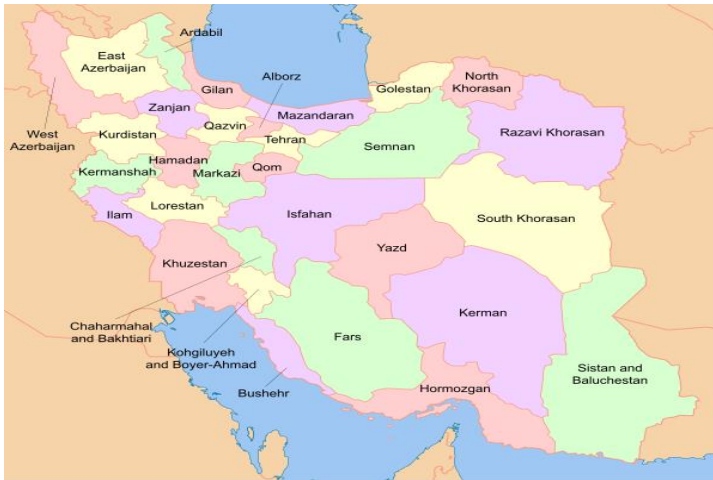 Ardabil
East
Azerbaijan
Alborz
North
Khorasan
Gilan
Golestan
Zanjan
Mazandaran
West
Azerbaijan
Kurdistan
Qazvin
Razavi Khorasan
Tehran
Semnan
Hamadan
Kermanshah
Markazi
Qom
Ilam
Lorestan
Isfahan
South Khorasan
Yazd
Khuzestan
Kerman
Chaharmahal
and Bakhtiari
Fars
Kohgiluyeh
and Boyer-Ahmad
Sistan and
Baluchestan
Bushehr
Hormozgan